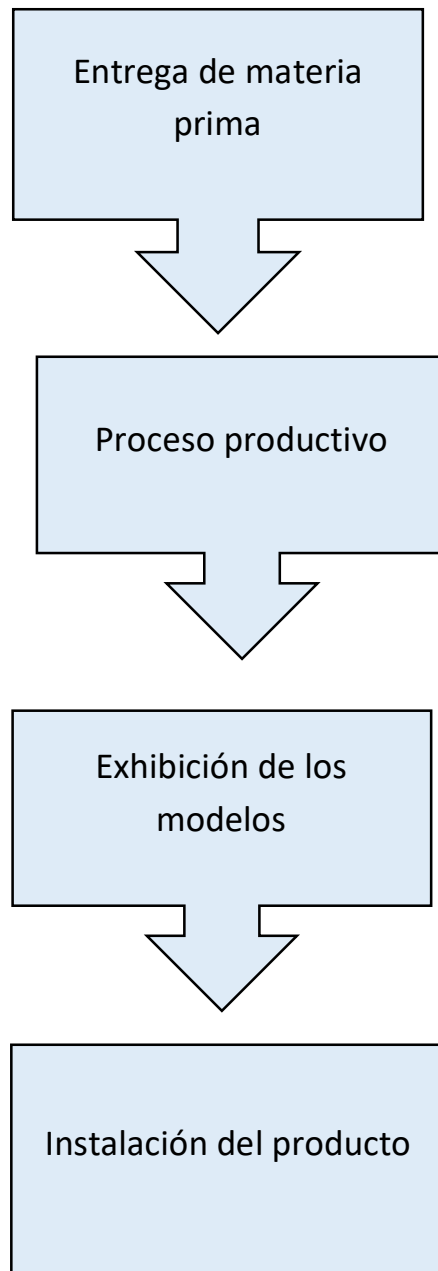 Entrega de materia
prima
Proceso productivo
Exhibición de los
modelos
Instalación del producto